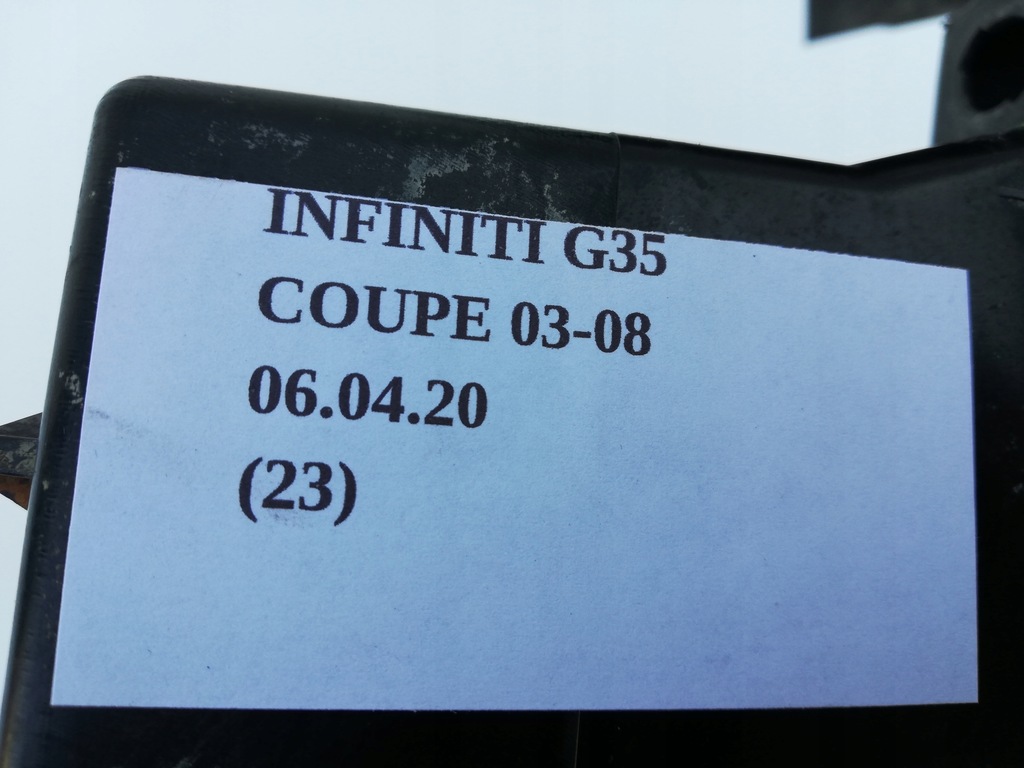 INFINITI G35
COUPE 03-08
06.04.20
(23)